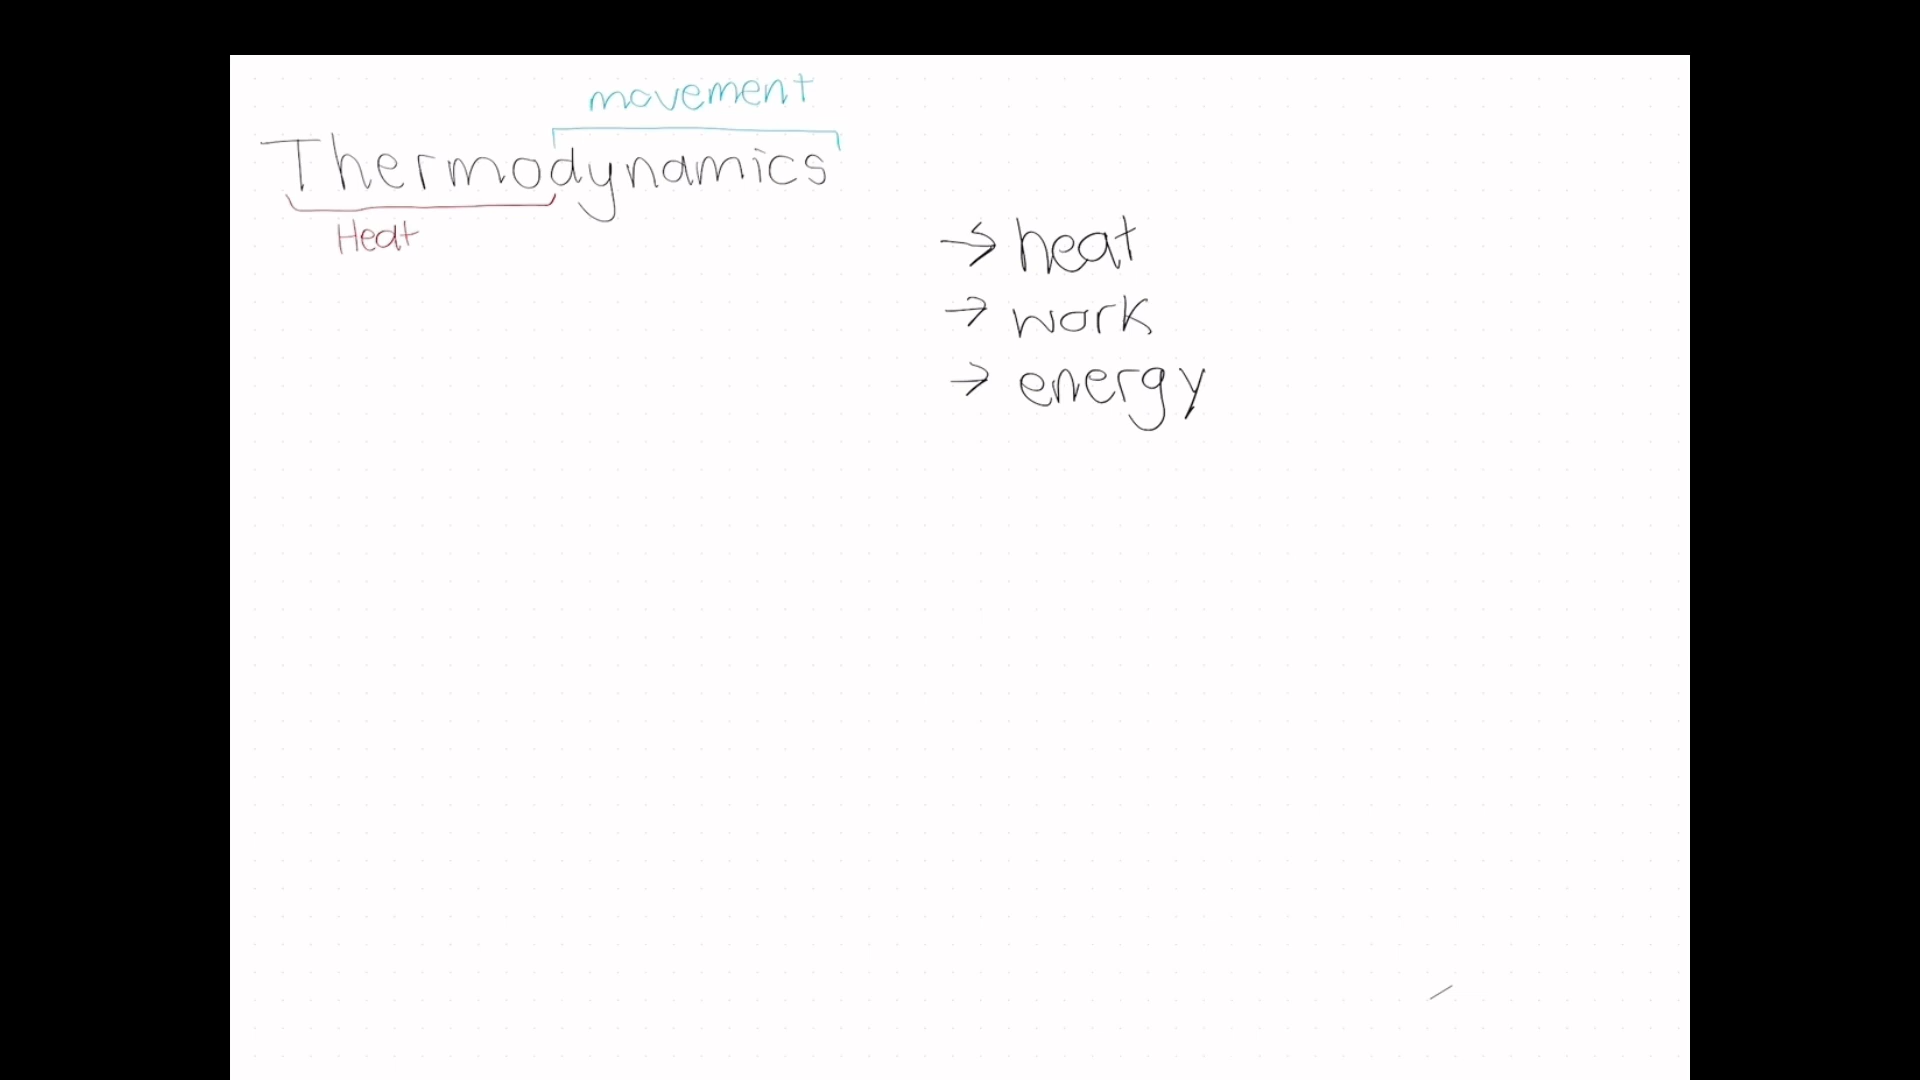 movement
Thermodynamics
Heat
→ heat
→ work
→ energy